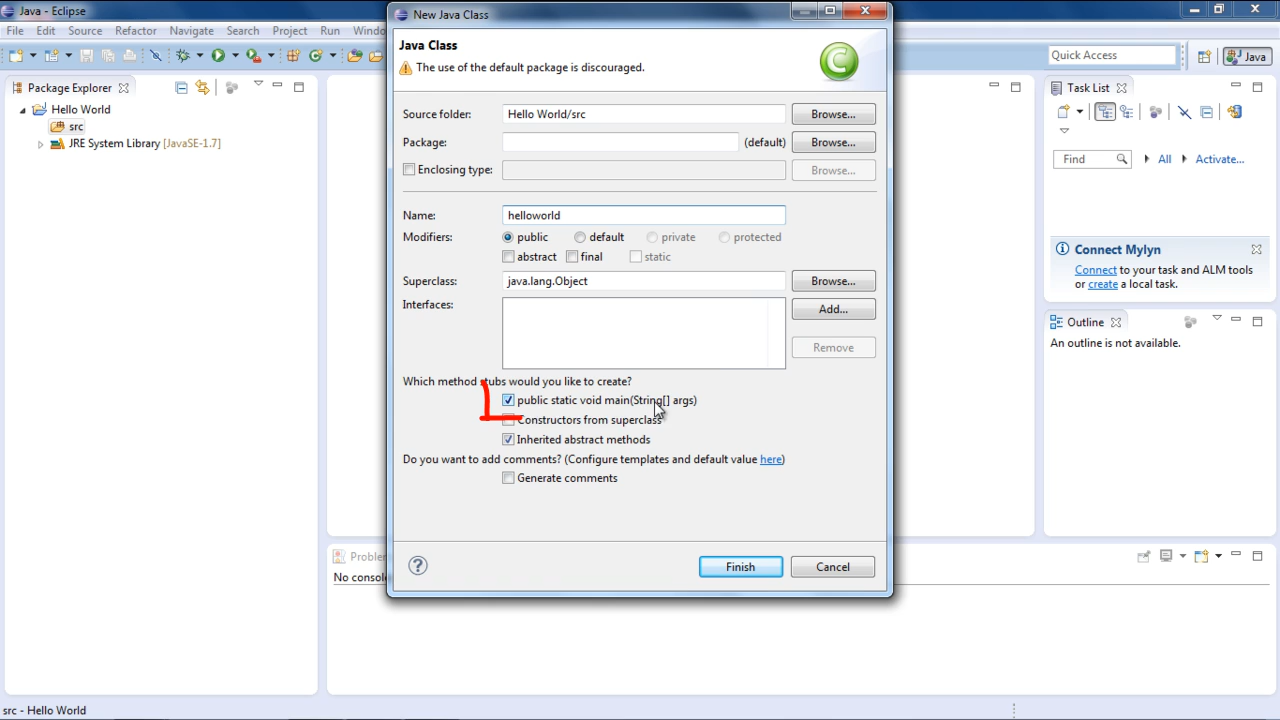 Java - Eclipse
New Java Class
File Edit Source Refactor Navigate Search Project Run Windo
Java Class
The use of the default package is discouraged.
Quick Access
Java
Package Explorer
Task List
Hello World
src
JRE System Library [JavaSE-1.7]
Source folder: Hello World/src Browse...
Package: (default) Browse...
Enclosing type: Browse...
Find All Activate...
Name: helloworld
Modifiers: public default private protected
abstract final static
Superclass: java.lang.Object Browse...
Interfaces: Add...
Remove
Connect Mylyn
Connect to your task and ALM tools
or create a local task.
Outline
An outline is not available.
Which method stubs would you like to create?
public static void main(String[] args)
Constructors from superclass
Inherited abstract methods
Do you want to add comments? (Configure templates and default value here)
Generate comments
Finish Cancel
Problem
No conso
src - Hello World